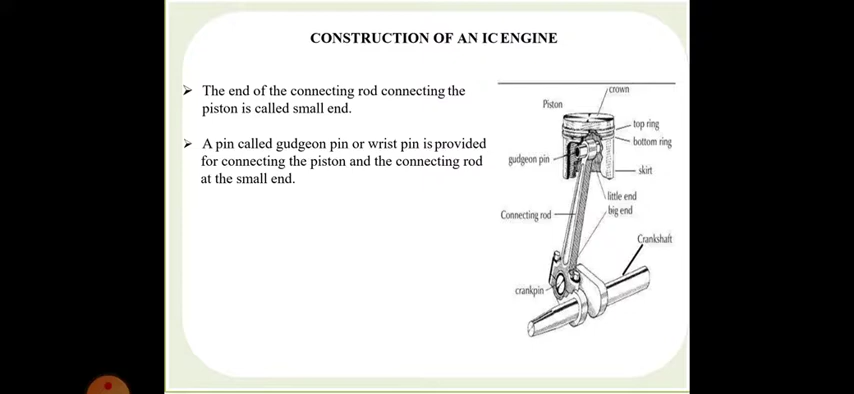 CONSTRUCTION OF AN IC ENGINE
The end of the connecting rod connecting the
piston is called small end.
A pin called gudgeon pin or wrist pin is provided
for connecting the piston and the connecting rod
at the small end.
crown
Piston
top ring
bottom ring
gudgeon pin
skirt
little end
big end
Connecting rod
Crankshaft
crankpin